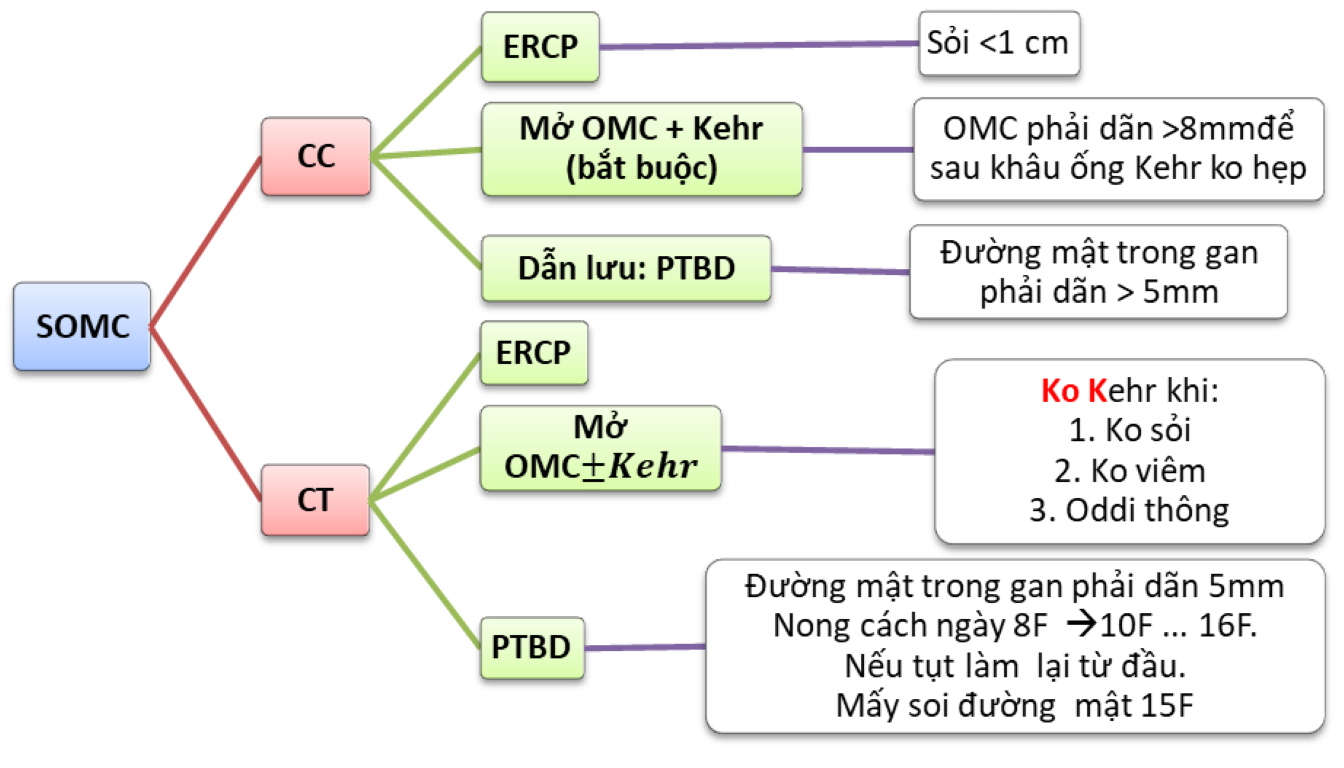 SOMC
CC
ERCP
Sỏi <1 cm
Mở OMC + Kehr
(bắt buộc)
OMC phải dãn >8mmđể
sau khâu ống Kehr ko hẹp
Dẫn lưu: PTBD
Đường mật trong gan
phải dãn > 5mm
CT
ERCP
Mở
OMC±Kehr
Ko Kehr khi:
1. Ko sỏi
2. Ko viêm
3. Oddi thông
PTBD
Đường mật trong gan phải dãn 5mm
Nong cách ngày 8F →10F ... 16F.
Nếu tụt làm lại từ đầu.
Mấy soi đường mật 15F